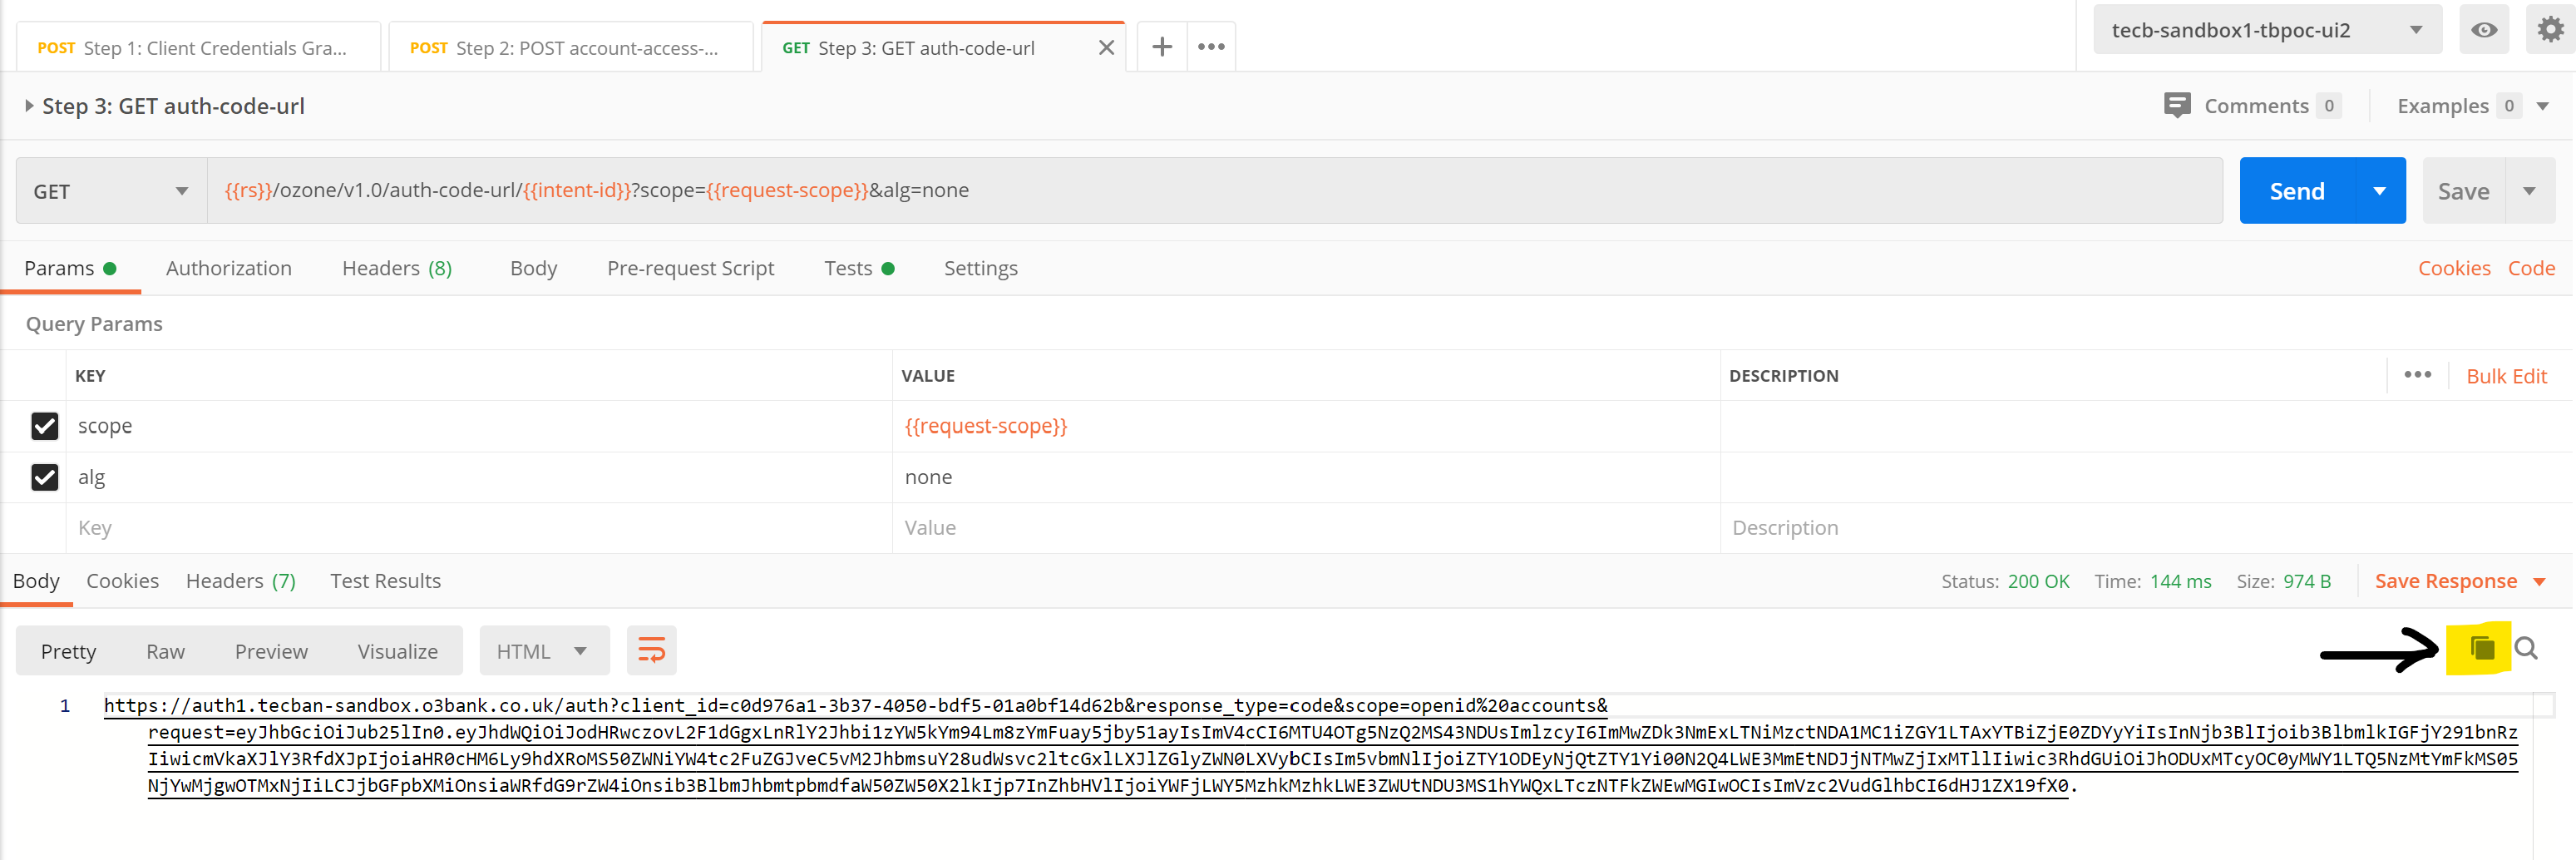 POST Step 1: Client Credentials Gra...
POST Step 2: POST account-access-...
GET Step 3: GET auth-code-url
tecb-sandbox1-tbpoc-ui2
Step 3: GET auth-code-url
Comments 0
Examples 0
GET
{{rs}}/ozone/v1.0/auth-code-url/{{intent-id}}?scope={{request-scope}}&alg=none
Send
Save
Params Authorization Headers (8) Body Pre-request Script Tests Settings
Cookies Code
Query Params
KEY VALUE DESCRIPTION
Bulk Edit
scope {{request-scope}}
alg none
Key Value Description
Body Cookies Headers (7) Test Results
Status: 200 OK Time: 144 ms Size: 974 B Save Response
Pretty Raw Preview Visualize HTML
1 https://auth1.tecban-sandbox.o3bank.co.uk/auth?client_id=c0d976a1-3b37-4050-bdf5-01a0bf14d62b&response_type=code&scope=openid%20accounts&
request=eyJhbGciOiJub25lIn0.eyJhdWQiOiJodHRwczovL2F1dGgxLnRlY2Jhbi1zYW5kYm94Lm8zYmFuay5jby51ayIsImV4cCI6MTU4OTg5NzQ2MS43NDUsImlzcyI6ImMwZDk3NmExLTNiMzctNDA1MC1iZGY1LTAxYTBiZjE0ZDYyYiIsInNjb3BlIjoib3BlbmlkIGFjY291bnRz
IiwicmVkaXJlY3RfdXJpIjoiaHR0cHM6Ly9hdXRoMS50ZWNiYW4tc2FuZGJveC5vM2JhbmsuY28udWsvc2ltcGxlLXJlZGlyZWN0LXVybCIsIm5vbmNlIjoiZTY1ODEyNjQtZTY1Yi00N2Q4LWE3MmEtNDJjNTMwZjIxMTllIiwic3RhdGUiOiJhODUxMTcyOC0yMWY1LTQ5NzMtYmFkMS05
NjYwMjgwOTMxNjIiLCJjbGFpbXMiOnsiaWRfdG9rZW4iOnsib3BlbmJhbmtpbmdfaW50ZW50X2lkIjp7InZhbHVlIjoiYWFjLWY5MzhkMzhkLWE3ZWUtNDU3MS1hYWQxLTczNTFkZWEwMGIwOCIsImVzc2VudGlhbCI6dHJ1ZX19fX0.